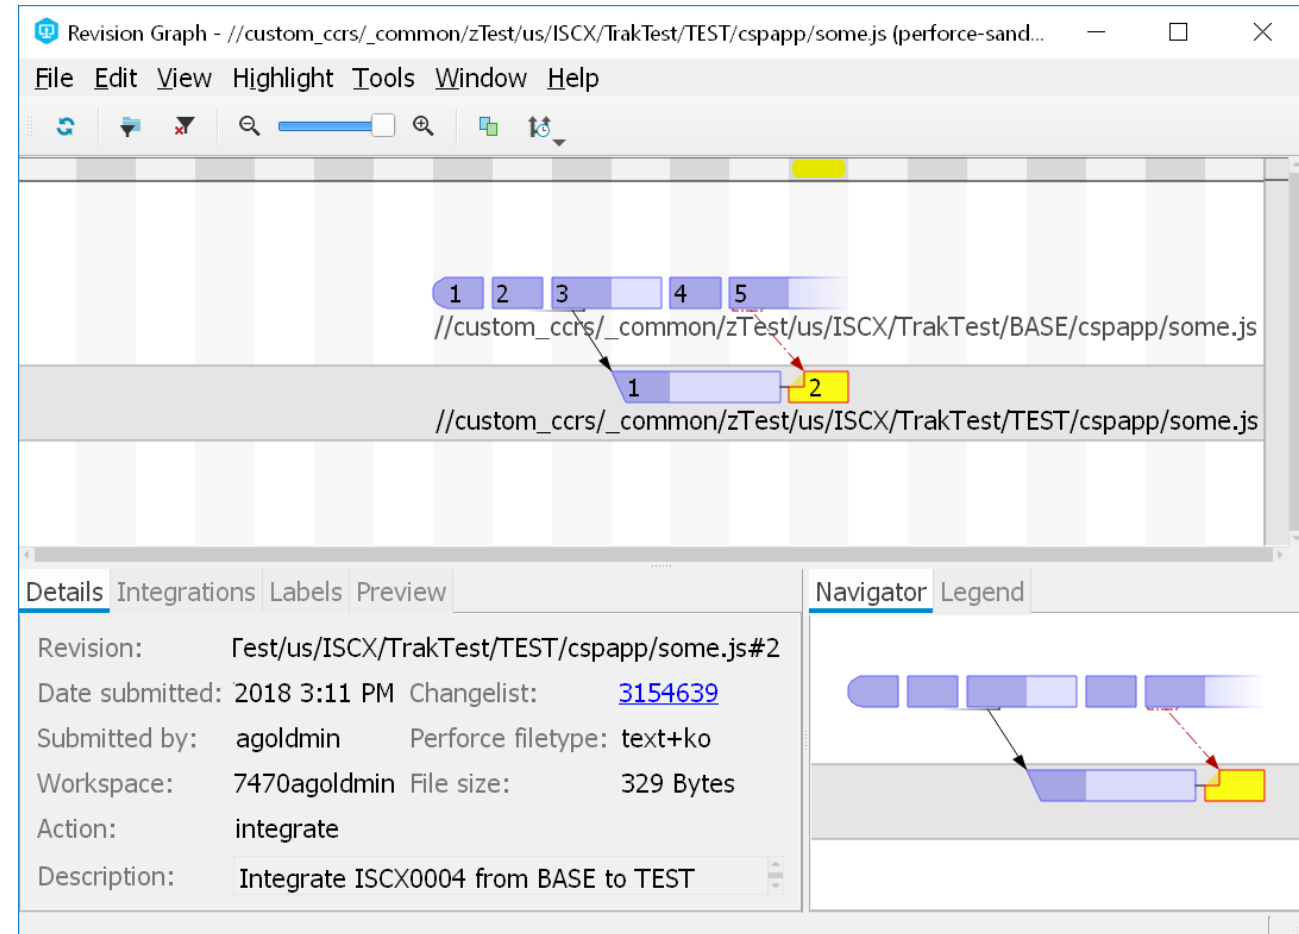 Revision Graph - //custom_ccrs/_common/zTest/us/ISCX/TrakTest/TEST/cspapp/some.js (perforce-sand...
File Edit View Highlight Tools Window Help
1 2 3 4 5
//custom_ccrs/_common/zTest/us/ISCX/TrakTest/BASE/cspapp/some.js
1 2
//custom_ccrs/_common/zTest/us/ISCX/TrakTest/TEST/cspapp/some.js
Details Integrations Labels Preview
Navigator Legend
Revision: Test/us/ISCX/TrakTest/TEST/cspapp/some.js#2
Date submitted: 2018 3:11 PM Changelist: 3154639
Submitted by: agoldmin Perforce filetype: text+ko
Workspace: 7470agoldmin File size: 329 Bytes
Action: integrate
Description: Integrate ISCX0004 from BASE to TEST